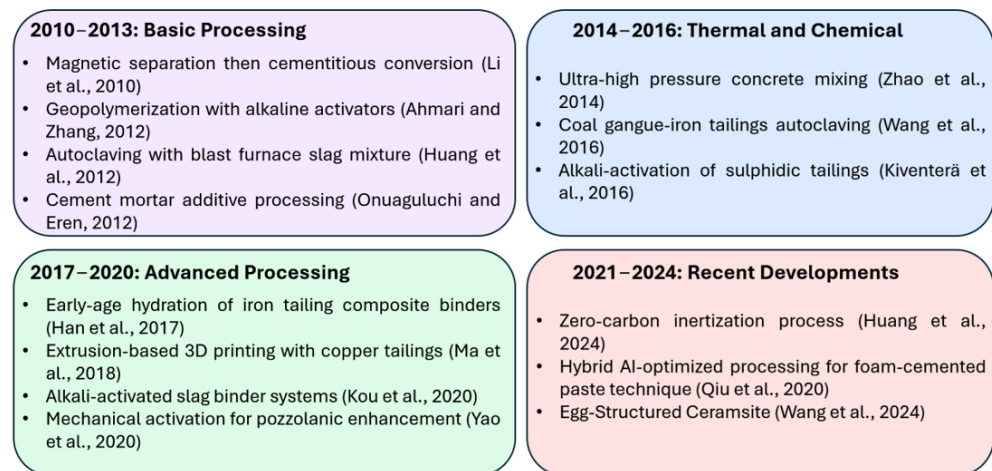 2010–2013: Basic Processing
• Magnetic separation then cementitious conversion (Li
et al., 2010)
• Geopolymerization with alkaline activators (Ahmari and
Zhang, 2012)
• Autoclaving with blast furnace slag mixture (Huang et
al., 2012)
• Cement mortar additive processing (Onuaguluchi and
Eren, 2012)
2014–2016: Thermal and Chemical
• Ultra-high pressure concrete mixing (Zhao et al.,
2014)
• Coal gangue-iron tailings autoclaving (Wang et al.,
2016)
• Alkali-activation of sulphidic tailings (Kiventerä et
al., 2016)
2017–2020: Advanced Processing
• Early-age hydration of iron tailing composite binders
(Han et al., 2017)
• Extrusion-based 3D printing with copper tailings (Ma et
al., 2018)
• Alkali-activated slag binder systems (Kou et al., 2020)
• Mechanical activation for pozzolanic enhancement (Yao
et al., 2020)
2021–2024: Recent Developments
• Zero-carbon inertization process (Huang et al.,
2024)
• Hybrid AI-optimized processing for foam-cemented
paste technique (Qiu et al., 2020)
• Egg-Structured Ceramsite (Wang et al., 2024)